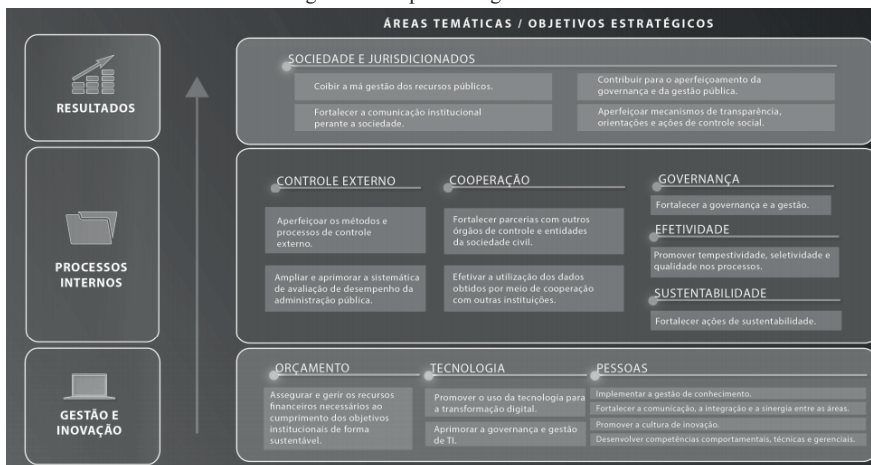 ÁREAS TEMÁTICAS / OBJETIVOS ESTRATÉGICOS
RESULTADOS
SOCIEDADE E JURISDICIONADOS
Coibir a má gestão dos recursos públicos.
Contribuir para o aperfeiçoamento da
governança e da gestão pública.
Fortalecer a comunicação institucional
perante a sociedade.
Aperfeiçoar mecanismos de transparência,
orientações e ações de controle social.
PROCESSOS
INTERNOS
CONTROLE EXTERNO
Aperfeiçoar os métodos e
processos de controle
externo.
Ampliar e aprimorar a sistemática
de avaliação de desempenho da
administração pública.
COOPERAÇÃO
Fortalecer parcerias com outros
órgãos de controle e entidades
da sociedade civil.
Efetivar a utilização dos dados
obtidos por meio de cooperação
com outras instituições.
GOVERNANÇA
Fortalecer a governança e a gestão.
EFETIVIDADE
Promover tempestividade, seletividade e
qualidade nos processos.
SUSTENTABILIDADE
Fortalecer ações de sustentabilidade.
GESTÃO E
INOVAÇÃO
ORÇAMENTO
Assegurar e gerir os recursos
financeiros necessários ao
cumprimento dos objetivos
institucionais de forma
sustentável.
TECNOLOGIA
Promover o uso da tecnologia para
a transformação digital.
Aprimorar a governança e gestão
de TI.
PESSOAS
Implementar a gestão de conhecimento.
Fortalecer a comunicação, a integração e a sinergia entre as áreas.
Promover a cultura de inovação.
Desenvolver competências comportamentais, técnicas e gerenciais.